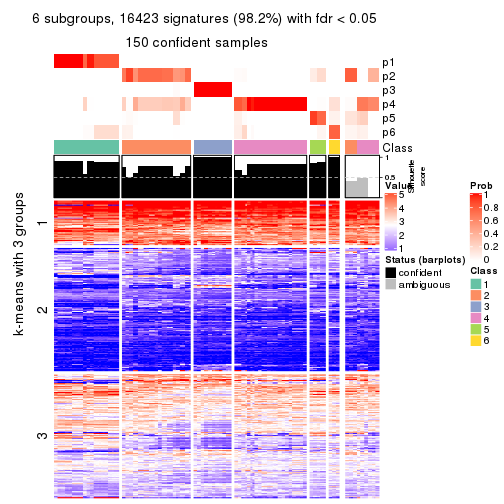 6 subgroups, 16423 signatures (98.2%) with fdr < 0.05
150 confident samples
p1
p2
p3
p4
p5
p6
Class
1
0.5
0
Silhouette
score
k-means with 3 groups
1
2
3
Value
5
4
3
2
1
Status (barplots)
confident
ambiguous
Prob
1
0.8
0.6
0.4
0.2
0
Class
1
2
3
4
5
6